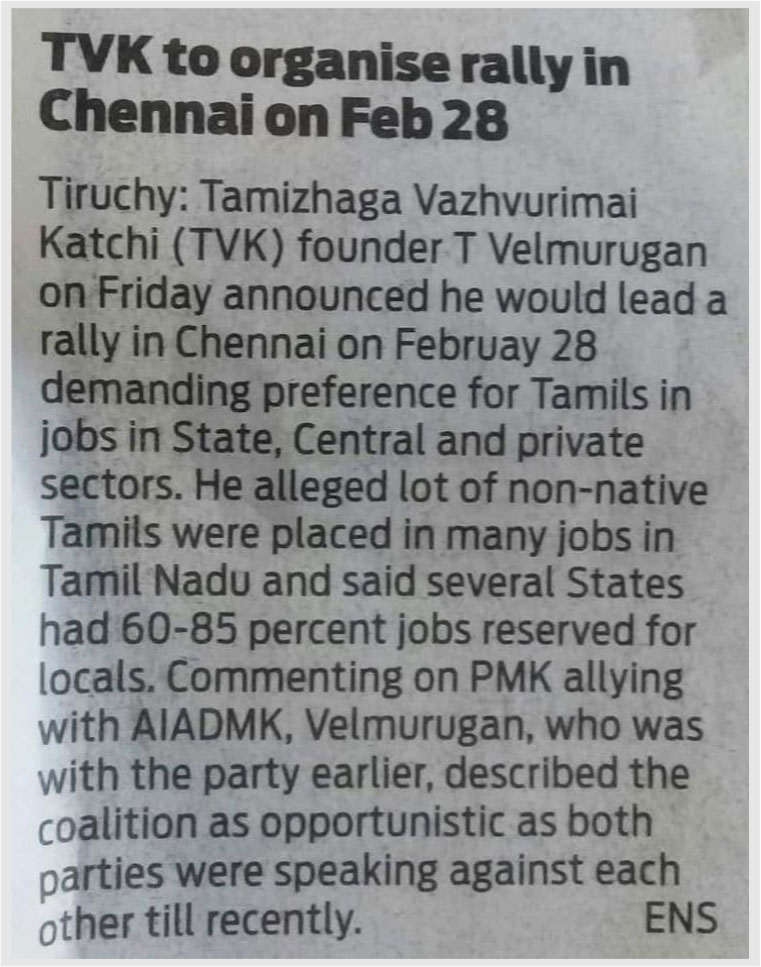 TVK to organise rally in
Chennai on Feb 28
Tiruchy: Tamizhaga Vazhvurimai
Katchi (TVK) founder T Velmurugan
on Friday announced he would lead a
rally in Chennai on Februay 28
demanding preference for Tamils in
jobs in State, Central and private
sectors. He alleged lot of non-native
Tamils were placed in many jobs in
Tamil Nadu and said several States
had 60-85 percent jobs reserved for
locals. Commenting on PMK allying
with AIADMK, Velmurugan, who was
with the party earlier, described the
coalition as opportunistic as both
parties were speaking against each
other till recently. ENS